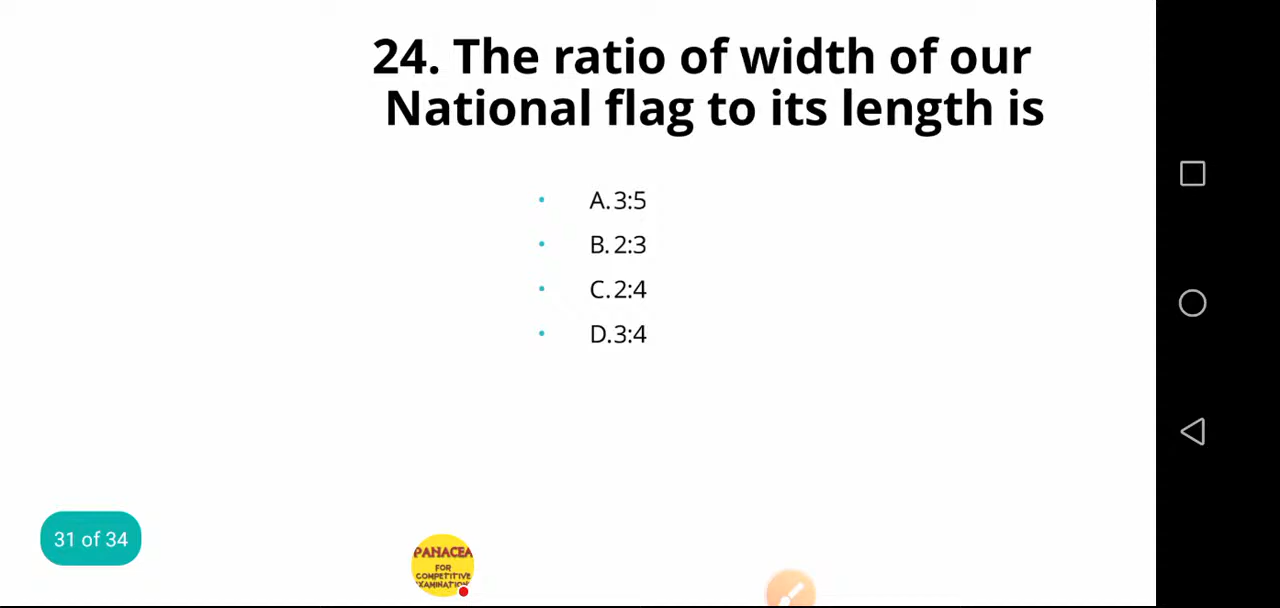 24. The ratio of width of our
National flag to its length is
• A. 3:5
• B. 2:3
• C. 2:4
• D. 3:4
31 of 34
PANACEA
FOR
COMPETITIVE
EXAMINATION